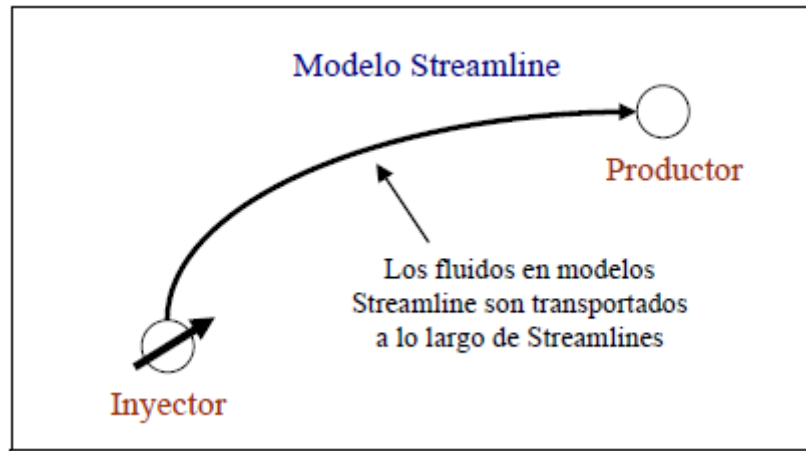 Modelo Streamline
Productor
Los fluidos en modelos
Streamline son transportados
a lo largo de Streamlines
Inyector